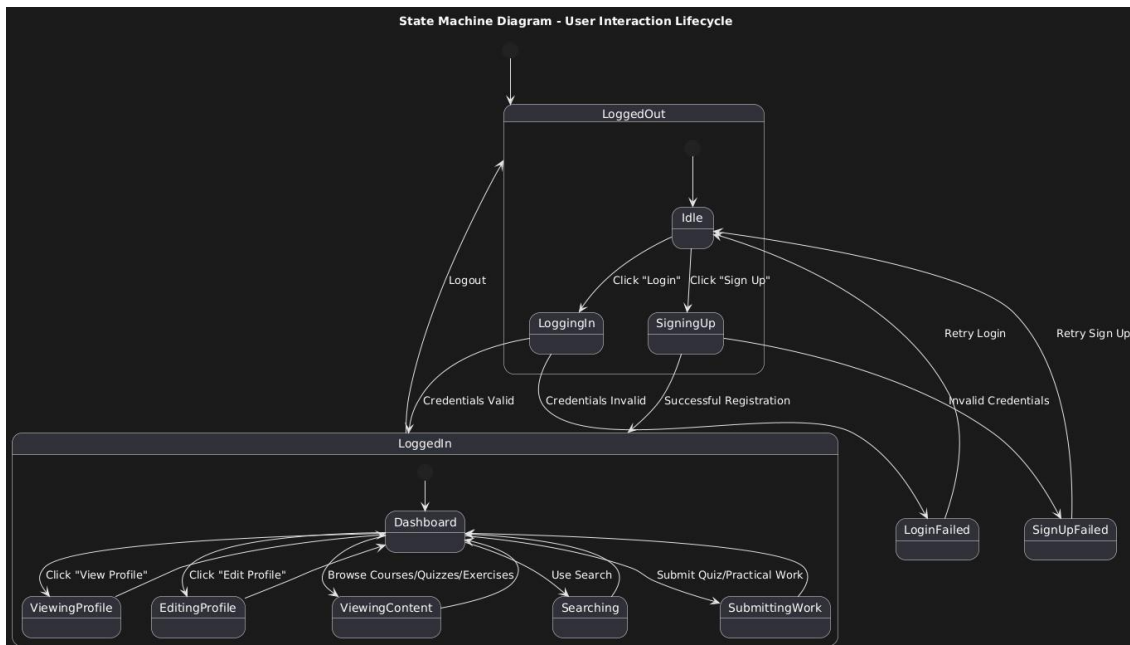 State Machine Diagram - User Interaction Lifecycle
LoggedOut
Idle
Logout
Click "Login"
Click "Sign Up"
LoggingIn
SigningUp
Retry Login
Retry Sign Up
Credentials Valid
Credentials Invalid
Successful Registration
Invalid Credentials
LoggedIn
Dashboard
LoginFailed
SignUpFailed
Click "View Profile"
Click "Edit Profile"
Browse Courses/Quizzes/Exercises
Use Search
Submit Quiz/Practical Work
ViewingProfile
EditingProfile
ViewingContent
Searching
SubmittingWork